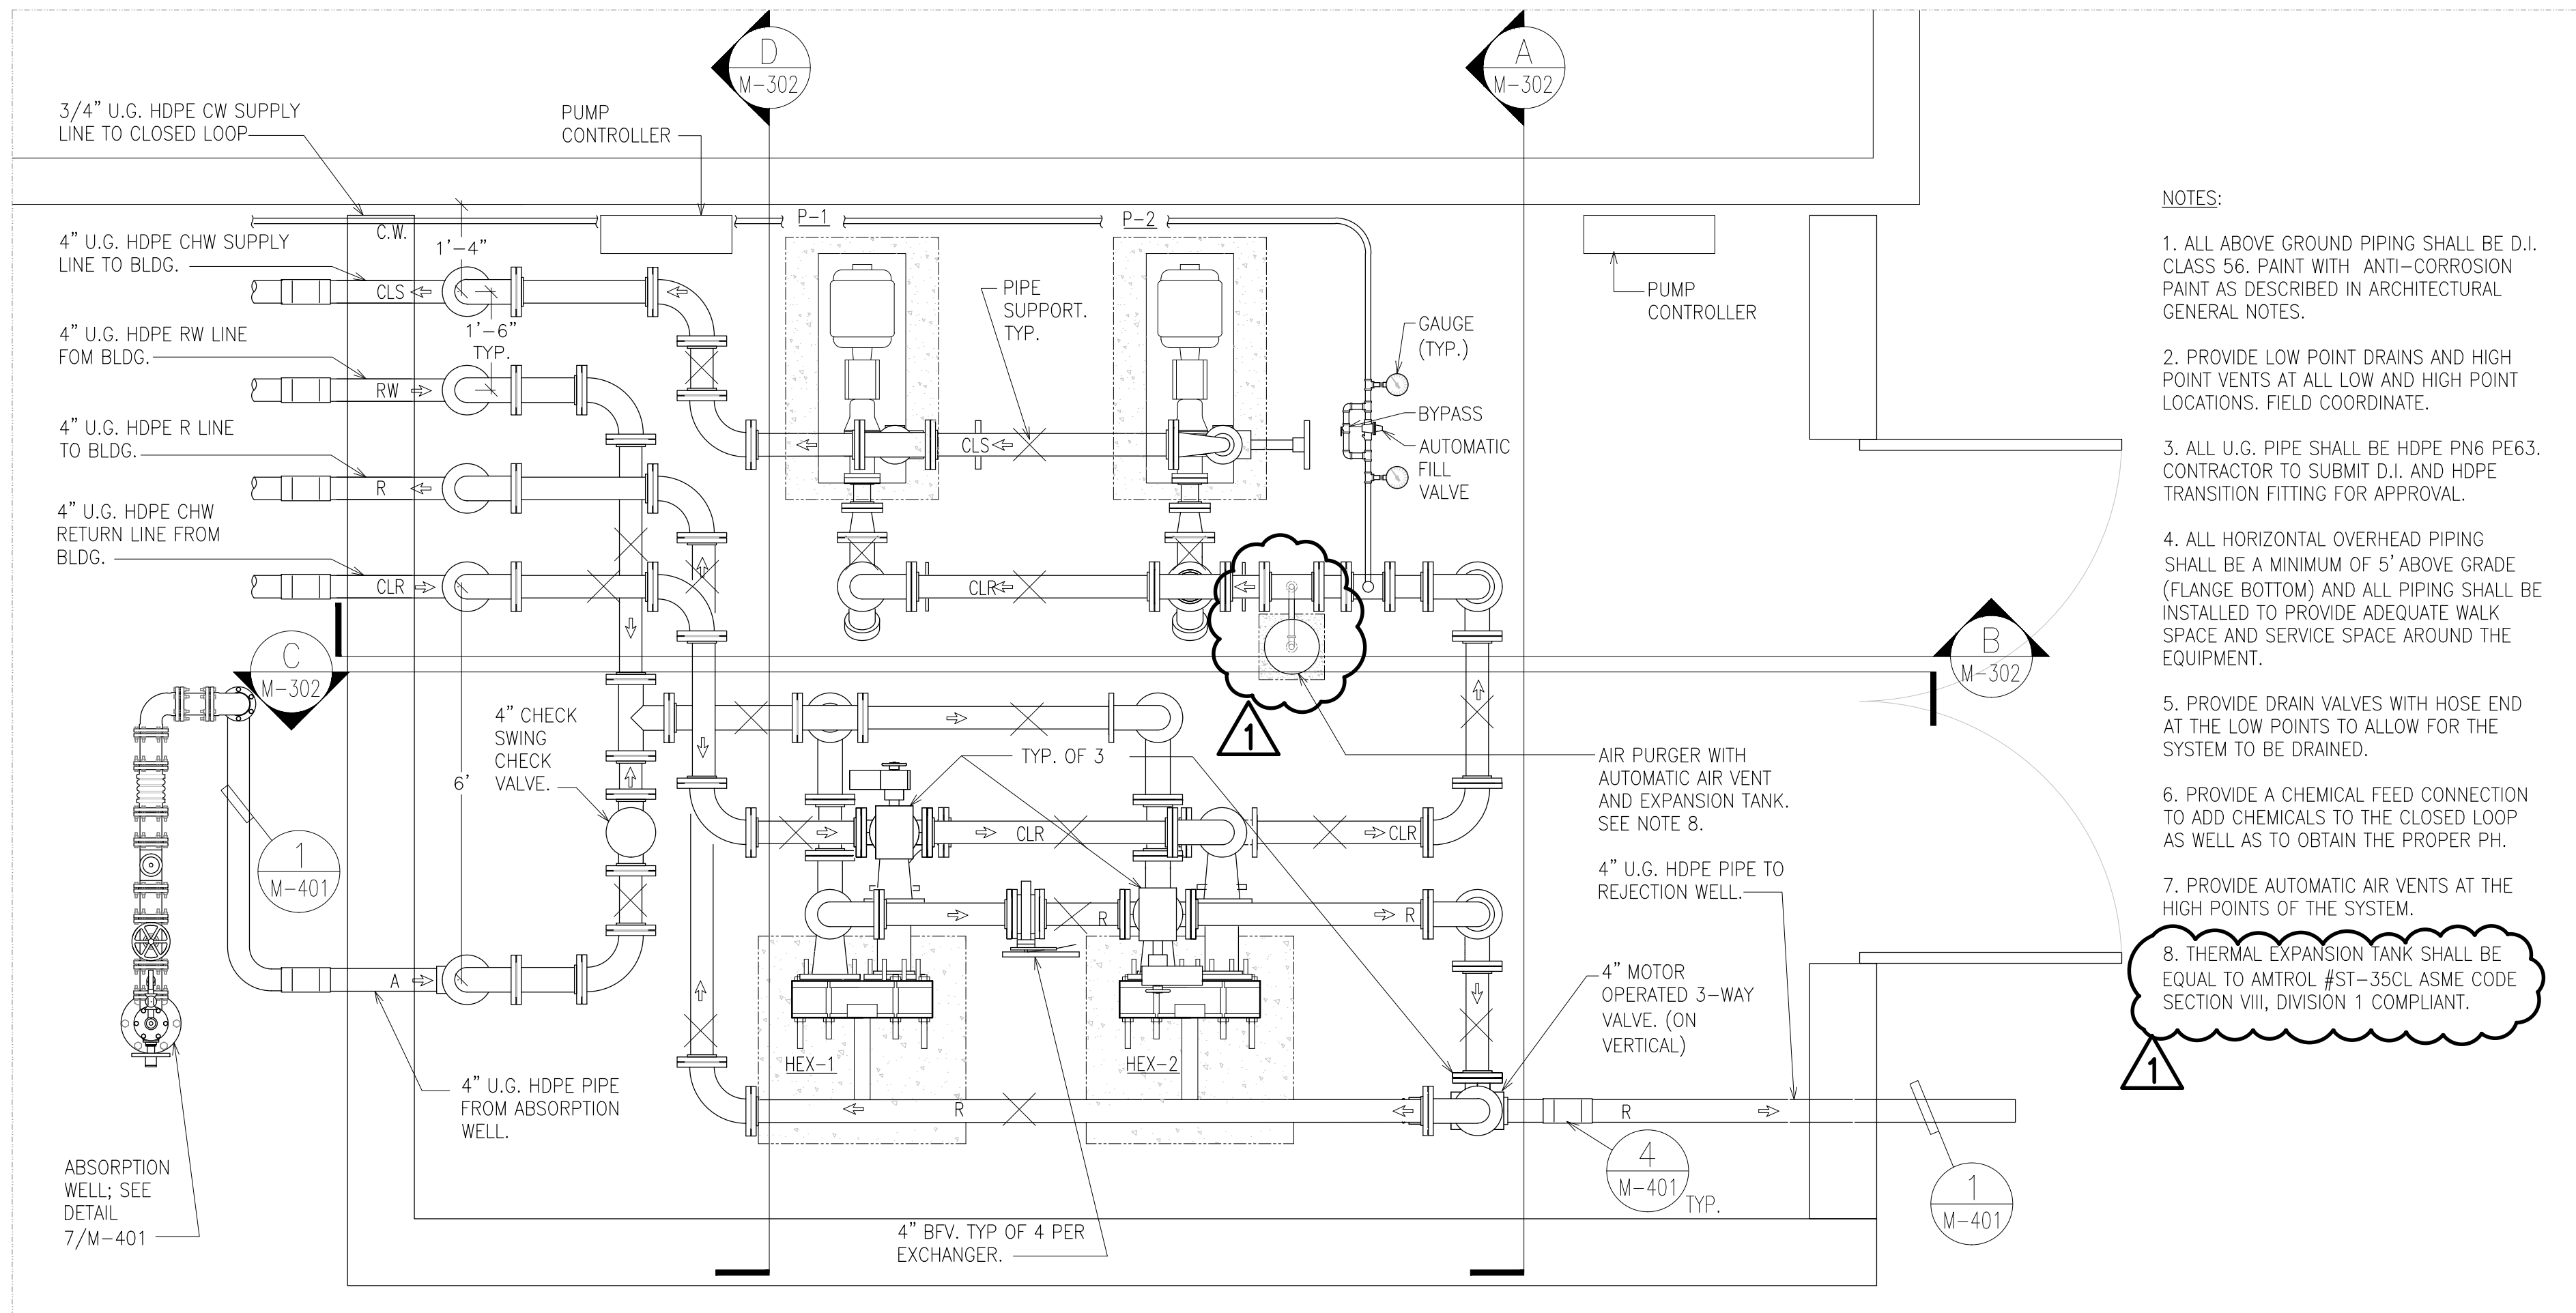 D
M-302
A
M-302
3/4" U.G. HDPE CW SUPPLY
LINE TO CLOSED LOOP
PUMP
CONTROLLER
C.W.
P-1
P-2
4" U.G. HDPE CHW SUPPLY
LINE TO BLDG.
1'-4"
CLS
1'-6"
TYP.
4" U.G. HDPE RW LINE
FOM BLDG.
RW
4" U.G. HDPE R LINE
TO BLDG.
R
4" U.G. HDPE CHW
RETURN LINE FROM
BLDG.
CLR
PIPE
SUPPORT.
TYP.
CLS
GAUGE
(TYP.)
BYPASS
AUTOMATIC
FILL
VALVE
PUMP
CONTROLLER
CLR
C
M-302
B
M-302
4" CHECK
SWING
CHECK
VALVE.
6'
1
M-401
TYP. OF 3
1
AIR PURGER WITH
AUTOMATIC AIR VENT
AND EXPANSION TANK.
SEE NOTE 8.
CLR
CLR
4" U.G. HDPE PIPE TO
REJECTION WELL.
R
R
A
4" MOTOR
OPERATED 3-WAY
VALVE. (ON
VERTICAL)
HEX-1
HEX-2
4" U.G. HDPE PIPE
FROM ABSORPTION
WELL.
R
R
ABSORPTION
WELL; SEE
DETAIL
7/M-401
4" BFV. TYP OF 4 PER
EXCHANGER.
4
M-401
TYP.
1
M-401
NOTES:
1. ALL ABOVE GROUND PIPING SHALL BE D.I.
CLASS 56. PAINT WITH ANTI-CORROSION
PAINT AS DESCRIBED IN ARCHITECTURAL
GENERAL NOTES.
2. PROVIDE LOW POINT DRAINS AND HIGH
POINT VENTS AT ALL LOW AND HIGH POINT
LOCATIONS. FIELD COORDINATE.
3. ALL U.G. PIPE SHALL BE HDPE PN6 PE63.
CONTRACTOR TO SUBMIT D.I. AND HDPE
TRANSITION FITTING FOR APPROVAL.
4. ALL HORIZONTAL OVERHEAD PIPING
SHALL BE A MINIMUM OF 5' ABOVE GRADE
(FLANGE BOTTOM) AND ALL PIPING SHALL BE
INSTALLED TO PROVIDE ADEQUATE WALK
SPACE AND SERVICE SPACE AROUND THE
EQUIPMENT.
5. PROVIDE DRAIN VALVES WITH HOSE END
AT THE LOW POINTS TO ALLOW FOR THE
SYSTEM TO BE DRAINED.
6. PROVIDE A CHEMICAL FEED CONNECTION
TO ADD CHEMICALS TO THE CLOSED LOOP
AS WELL AS TO OBTAIN THE PROPER PH.
7. PROVIDE AUTOMATIC AIR VENTS AT THE
HIGH POINTS OF THE SYSTEM.
8. THERMAL EXPANSION TANK SHALL BE
EQUAL TO AMTROL #ST-35CL ASME CODE
SECTION VIII, DIVISION 1 COMPLIANT.
1